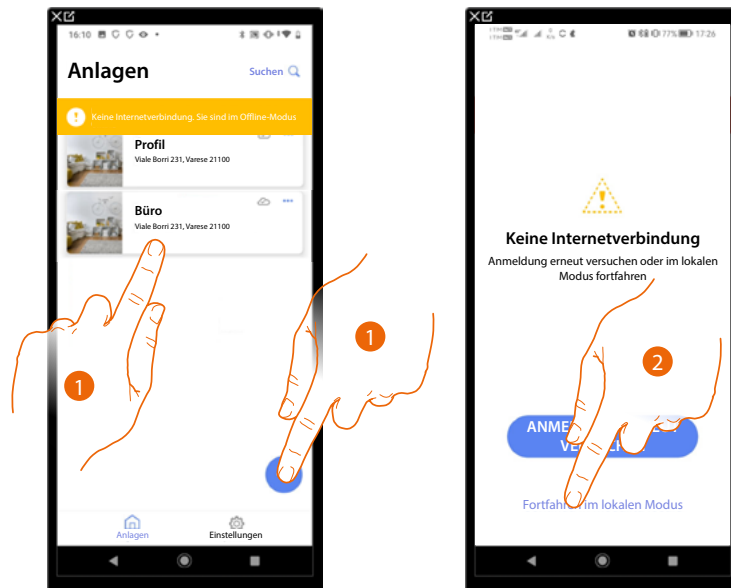 16:10
Anlagen
Suchen
Keine Internetverbindung. Sie sind im Offline-Modus
Profil
Viale Borri 231, Varese 21100
Büro
Viale Borri 231, Varese 21100
1
1
Anlagen
Einstellungen
77% 17:26
Keine Internetverbindung
Anmeldung erneut versuchen oder im lokalen
Modus fortfahren
2
Fortfahren im lokalen Modus